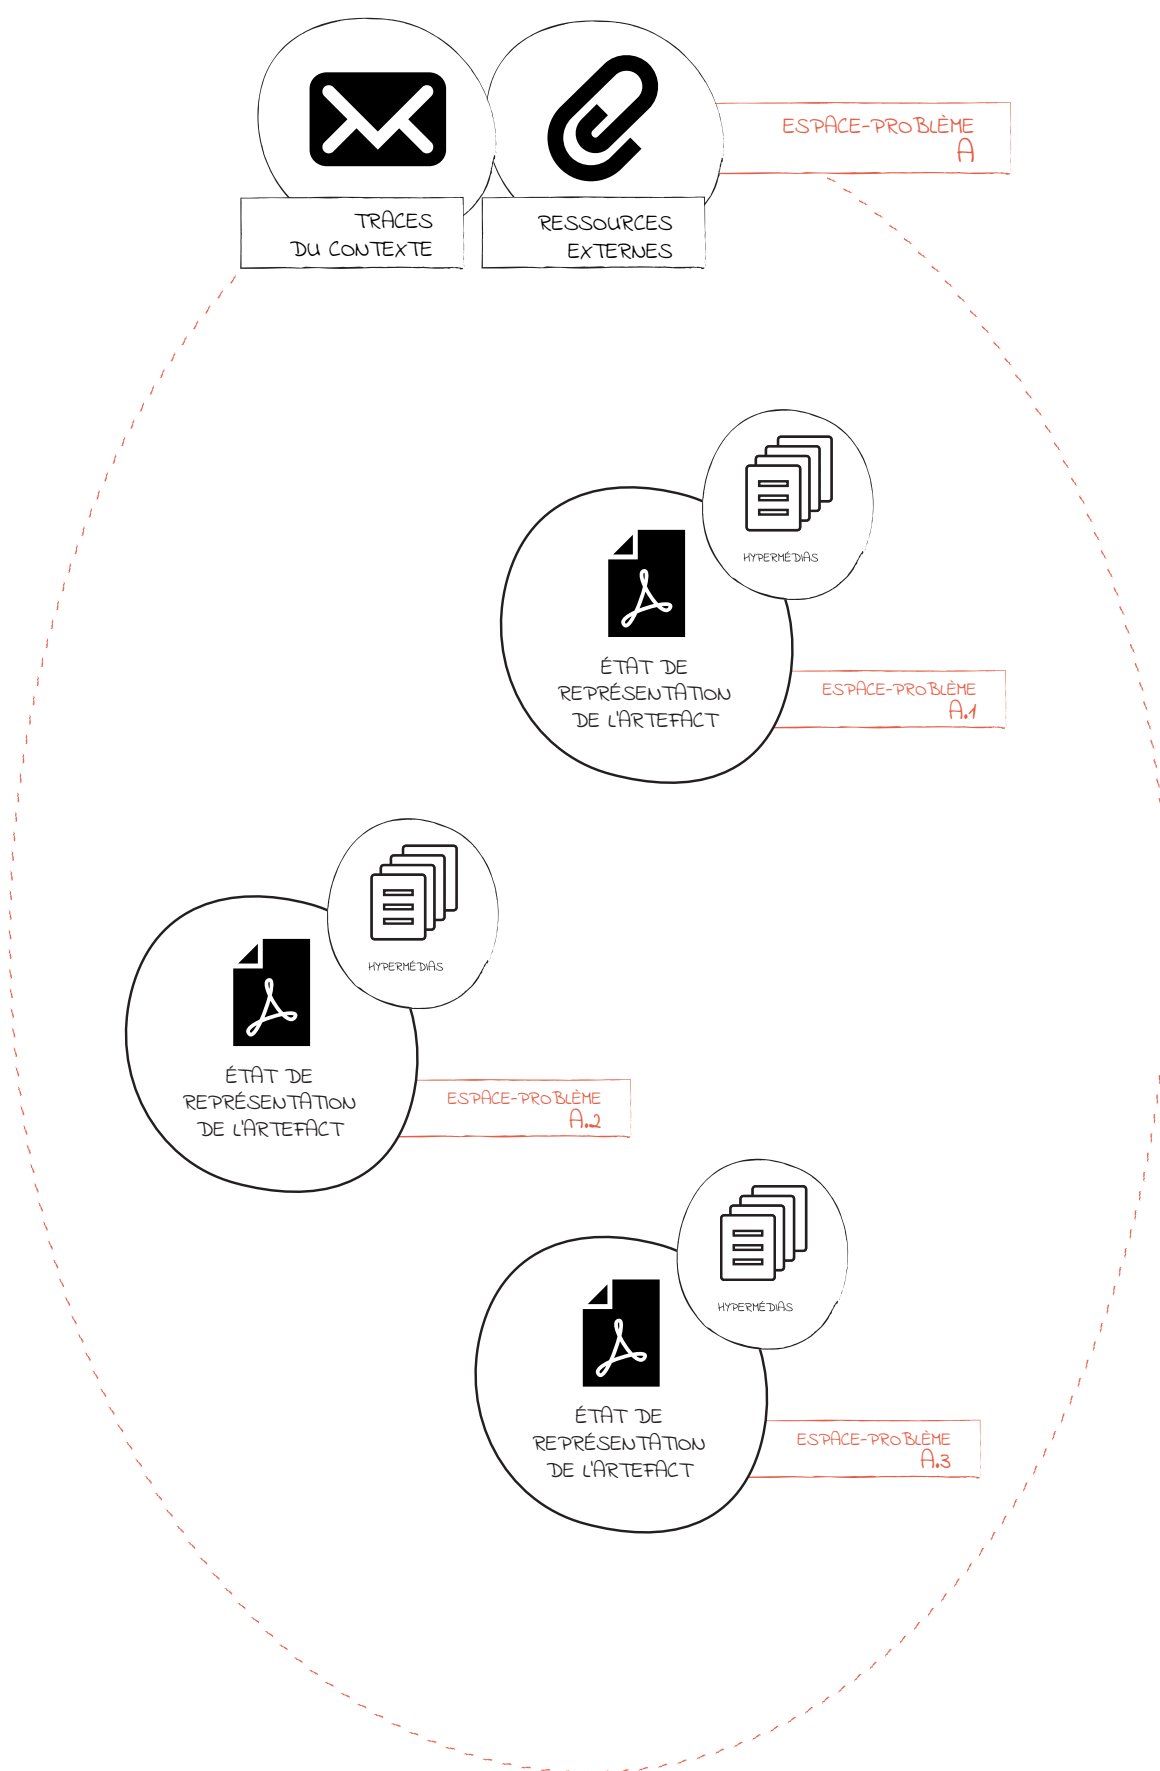 ESPACE-PROBLÈME
A
TRACES
DU CONTEXTE
RESSOURCES
EXTERNES
HYPERMÉDIAS
ÉTAT DE
REPRÉSENTATION
DE L'ARTEFACT
ESPACE-PROBLÈME
A.1
HYPERMÉDIAS
ÉTAT DE
REPRÉSENTATION
DE L'ARTEFACT
ESPACE-PROBLÈME
A.2
HYPERMÉDIAS
ÉTAT DE
REPRÉSENTATION
DE L'ARTEFACT
ESPACE-PROBLÈME
A.3